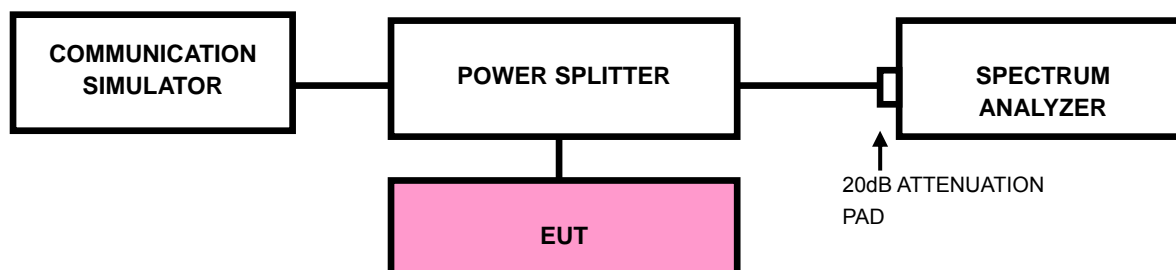 COMMUNICATION
SIMULATOR
POWER SPLITTER
SPECTRUM
ANALYZER
20dB ATTENUATION
PAD
EUT